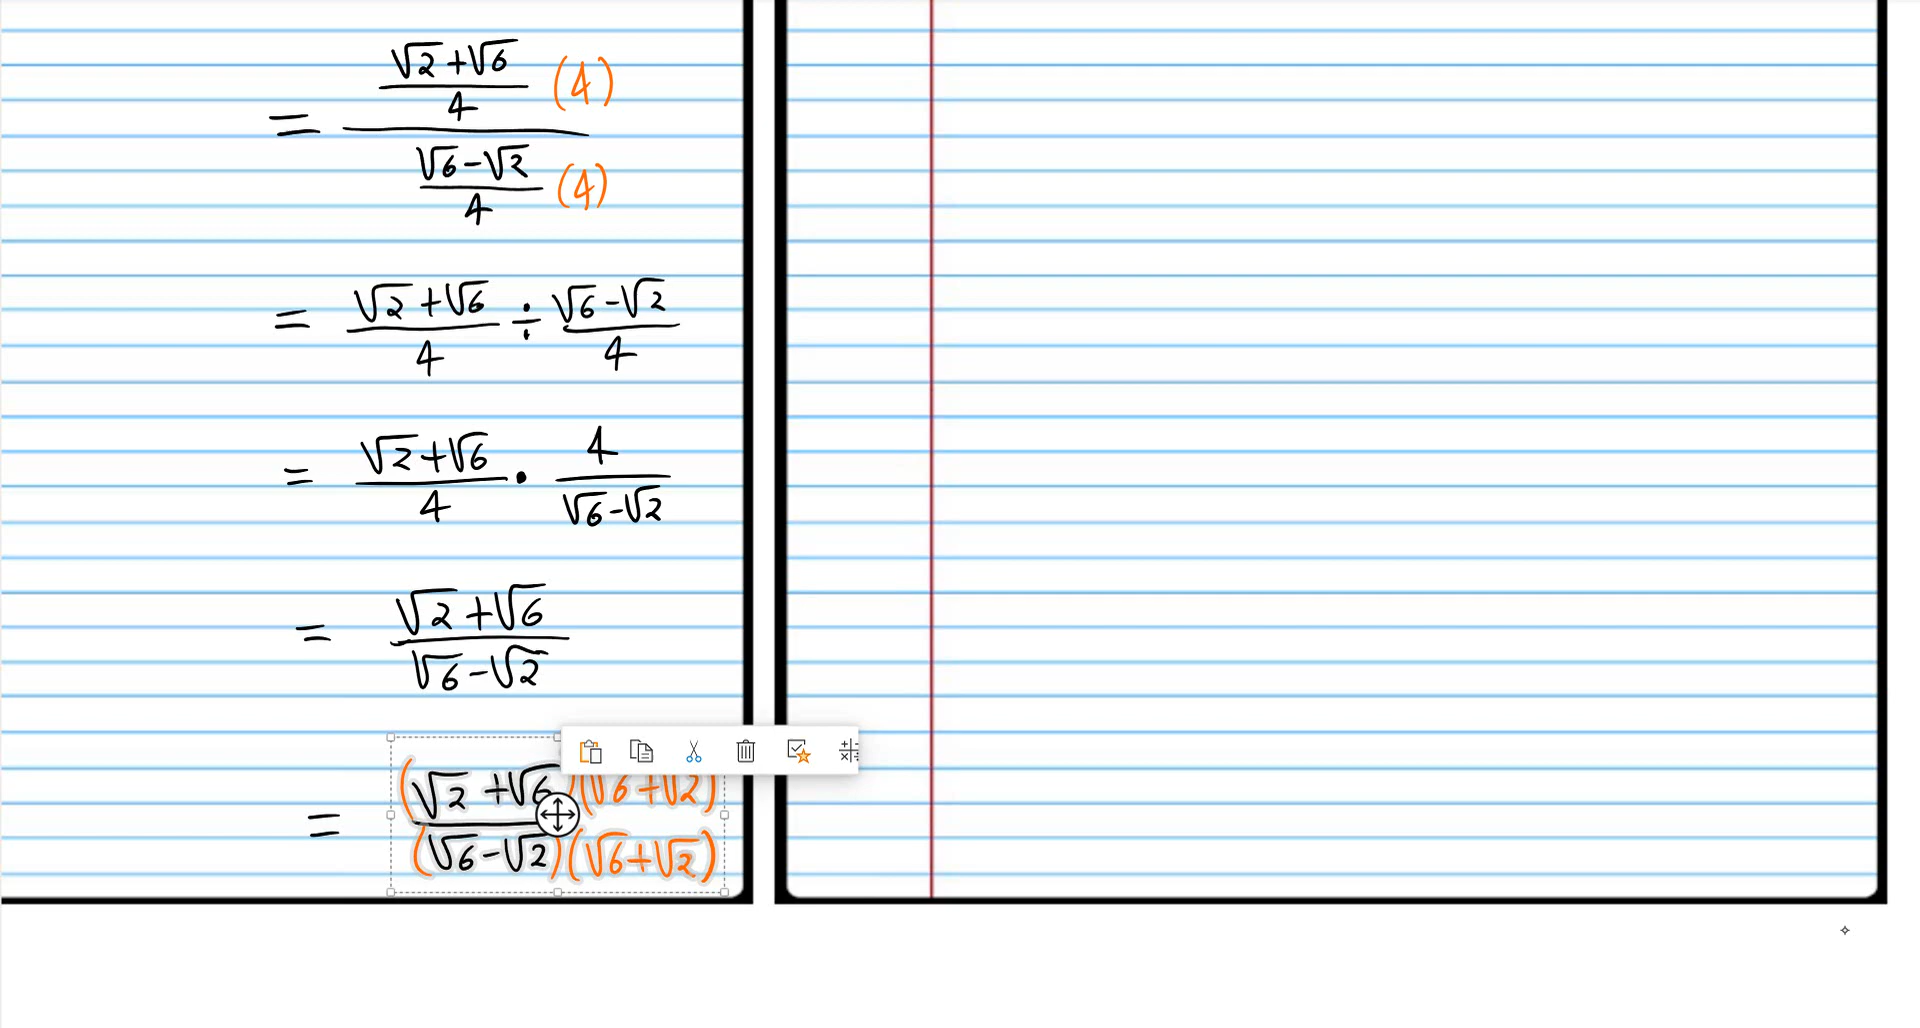 = ((√2+√6)/4 (4))/((√6-√2)/4 (4))
= (√2+√6)/4 ÷ (√6-√2)/4
= (√2+√6)/4 · 4/(√6-√2)
= (√2+√6)/(√6-√2)
= (√2+√6)(√6+√2)/(√6-√2)(√6+√2)